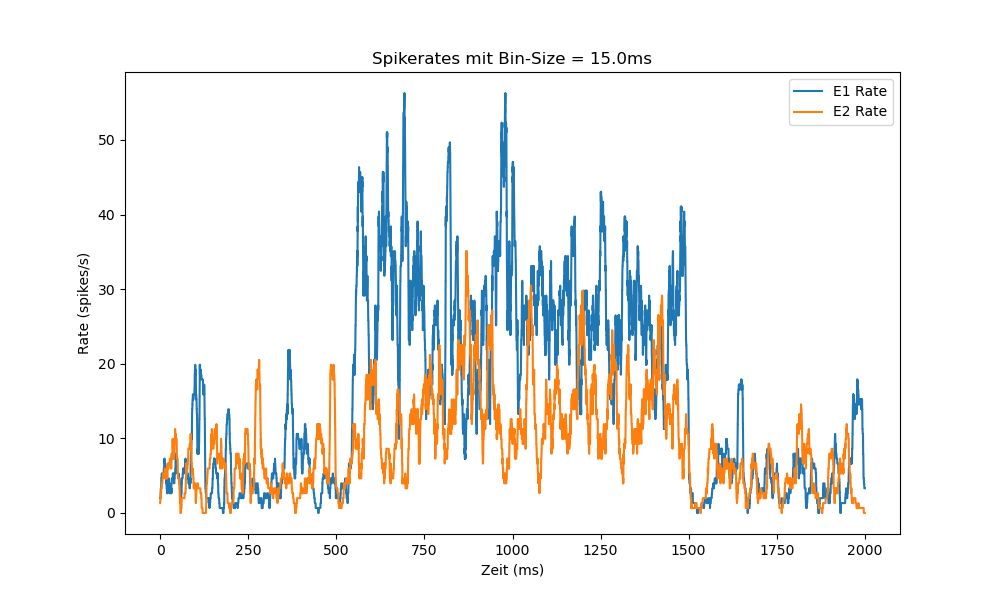 Spikerates mit Bin-Size = 15.0ms
E1 Rate
E2 Rate
Rate (spikes/s)
50
40
30
20
10
0
0 250 500 750 1000 1250 1500 1750 2000
Zeit (ms)